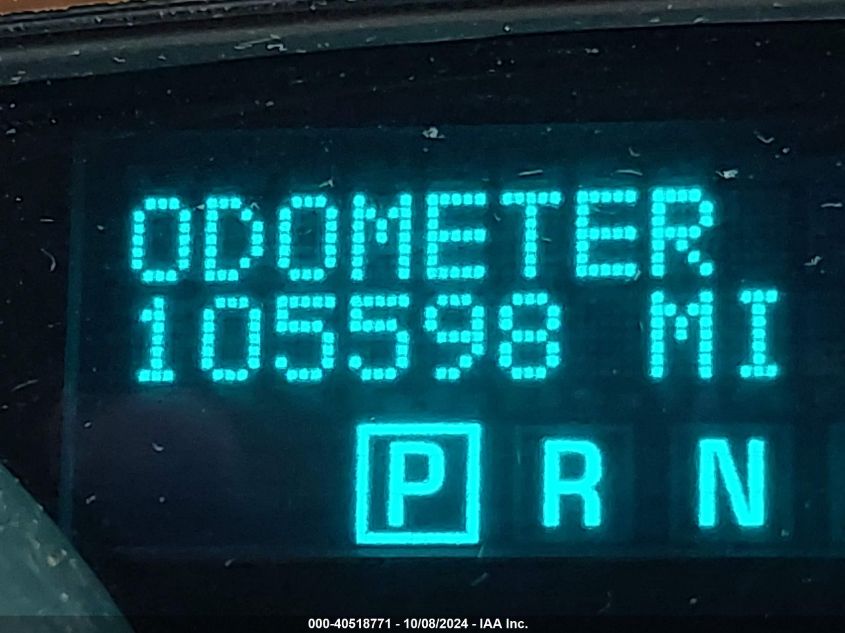 ODOMETER
105598 MI
P R N
000-40518771 - 10/08/2024 - IAA Inc.